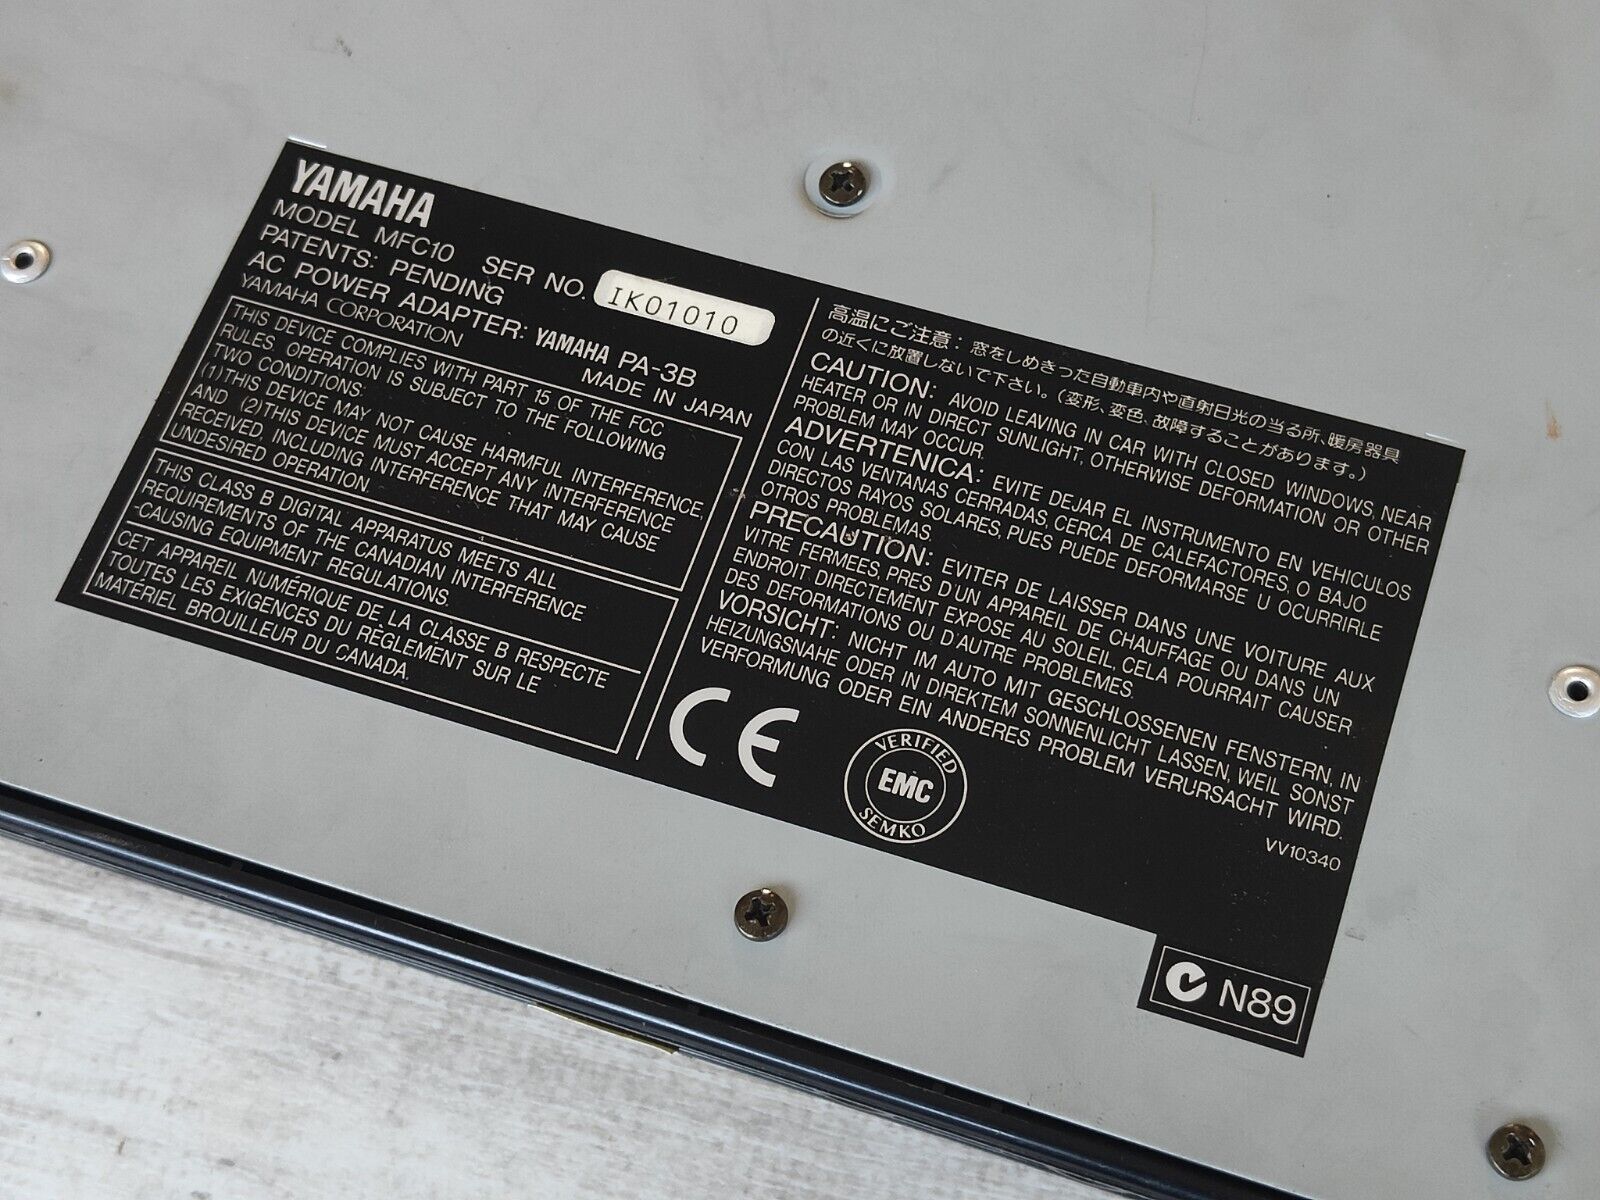 YAMAHA
MODEL MFC10 SER NO. IK01010
PATENTS: PENDING
AC POWER ADAPTER: YAMAHA PA-3B
YAMAHA CORPORATION MADE IN JAPAN
THIS DEVICE COMPLIES WITH PART 15 OF THE FCC
RULES. OPERATION IS SUBJECT TO THE FOLLOWING
TWO CONDITIONS:
(1)THIS DEVICE MAY NOT CAUSE HARMFUL INTERFERENCE,
AND (2)THIS DEVICE MUST ACCEPT ANY INTERFERENCE
RECEIVED, INCLUDING INTERFERENCE THAT MAY CAUSE
UNDESIRED OPERATION.
THIS CLASS B DIGITAL APPARATUS MEETS ALL
REQUIREMENTS OF THE CANADIAN INTERFERENCE
-CAUSING EQUIPMENT REGULATIONS.
CET APPAREIL NUMÉRIQUE DE LA CLASSE B RESPECTE
TOUTES LES EXIGENCES DU RÈGLEMENT SUR LE
MATÉRIEL BROUILLEUR DU CANADA.
高温にご注意：窓をしめきった自動車内や直射日光の当る所、暖房器具
の近くに放置しないで下さい。(変形、変色、故障することがあります。)
CAUTION: AVOID LEAVING IN CAR WITH CLOSED WINDOWS, NEAR
HEATER OR IN DIRECT SUNLIGHT, OTHERWISE DEFORMATION OR OTHER
PROBLEM MAY OCCUR.
ADVERTENICA: EVITE DEJAR EL INSTRUMENTO EN VEHICULOS
CON LAS VENTANAS CERRADAS, CERCA DE CALEFACTORES, O BAJO
DIRECTOS RAYOS SOLARES, PUES PUEDE DEFORMARSE U OCURRIRLE
OTROS PROBLEMAS.
PRECAUTION: EVITER DE LAISSER DANS UNE VOITURE AUX
VITRE FERMEES, PRES D'UN APPAREIL DE CHAUFFAGE OU DANS UN
ENDROIT DIRECTEMENT EXPOSE AU SOLEIL, CELA POURRAIT CAUSER
DES DEFORMATIONS OU D'AUTRE PROBLEMES.
VORSICHT: NICHT IM AUTO MIT GESCHLOSSENEN FENSTERN, IN
HEIZUNGSNAHE ODER IN DIREKTEM SONNENLICHT LASSEN, WEIL SONST
VERFORMUNG ODER EIN ANDERES PROBLEM VERURSACHT WIRD.
CE
VERIFIED
EMC
SEMKO
VV10340
N89